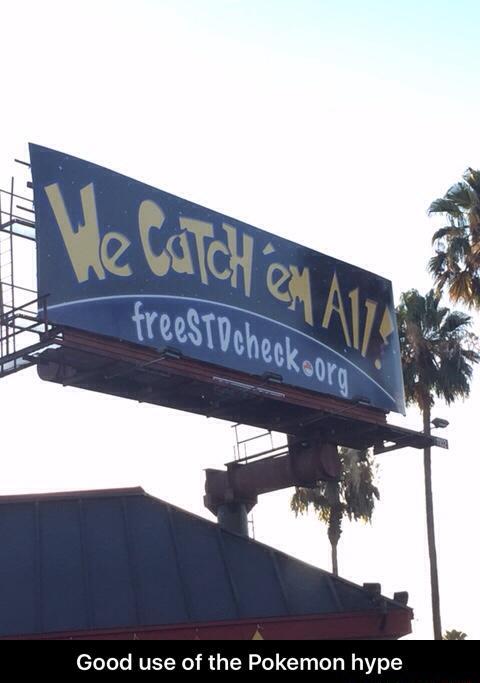 We CaTcH 'eM All!
freeSTDcheck.org
Good use of the Pokemon hype